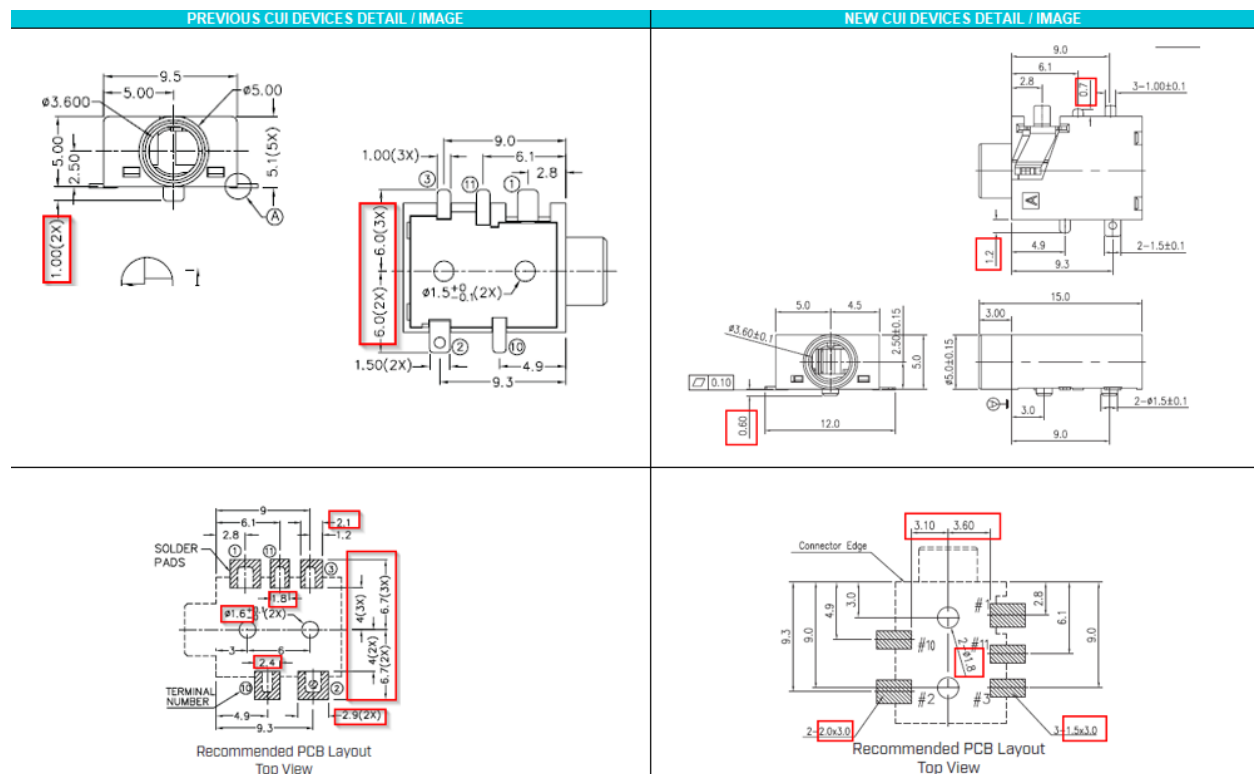 PREVIOUS CUI DEVICES DETAIL / IMAGE
NEW CUI DEVICES DETAIL / IMAGE
9.5
5.00
ø3.600
ø5.00
5.00
2.50
5.1(5X)
1.00(2X)
A
9.0
1.00(3X)
6.1
2.8
3
11
1
6.0(3X)
6.0(2X)
ø1.5+0-0.1(2X)
2
10
1.50(2X)
4.9
9.3
9.0
6.1
2.8
0.7
3-1.00±0.1
A
1.2
4.9
2-1.5±0.1
9.3
5.0
4.5
ø3.60±0.1
2.50±0.15
5.0
0.10
0.60
12.0
15.0
3.00
ø5.0±0.15
A
3.0
2-ø1.5±0.1
9.0
9
6.1
2.1
2.8
1.2
SOLDER
PADS
1
11
3
1.8
4(3X)
6.7(3X)
(2X)
3
6
4(2X)
6.7(2X)
2.4
TERMINAL
NUMBER
10
2
4.9
2.9(2X)
9.3
Recommended PCB Layout
Top View
3.10
3.60
Connector Edge
9.3
9.0
4.9
3.0
2.8
6.1
9.0
#10
#11
2-ø1.8
#2
#3
2-2.0x3.0
3-1.5x3.0
Recommended PCB Layout
Top View